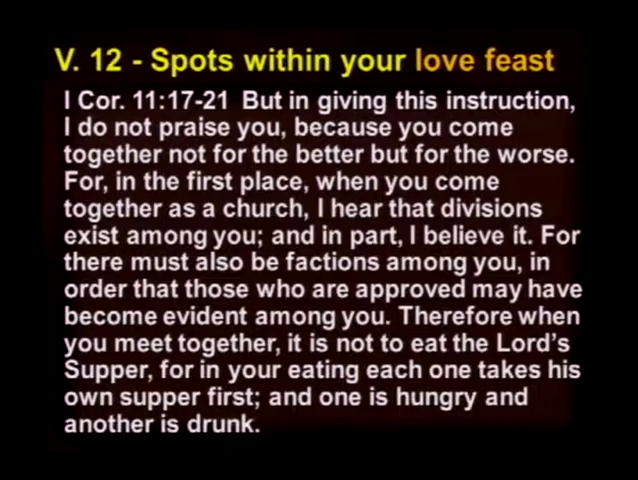 V. 12 - Spots within your love feast
I Cor. 11:17-21 But in giving this instruction,
I do not praise you, because you come
together not for the better but for the worse.
For, in the first place, when you come
together as a church, I hear that divisions
exist among you; and in part, I believe it. For
there must also be factions among you, in
order that those who are approved may have
become evident among you. Therefore when
you meet together, it is not to eat the Lord's
Supper, for in your eating each one takes his
own supper first; and one is hungry and
another is drunk.